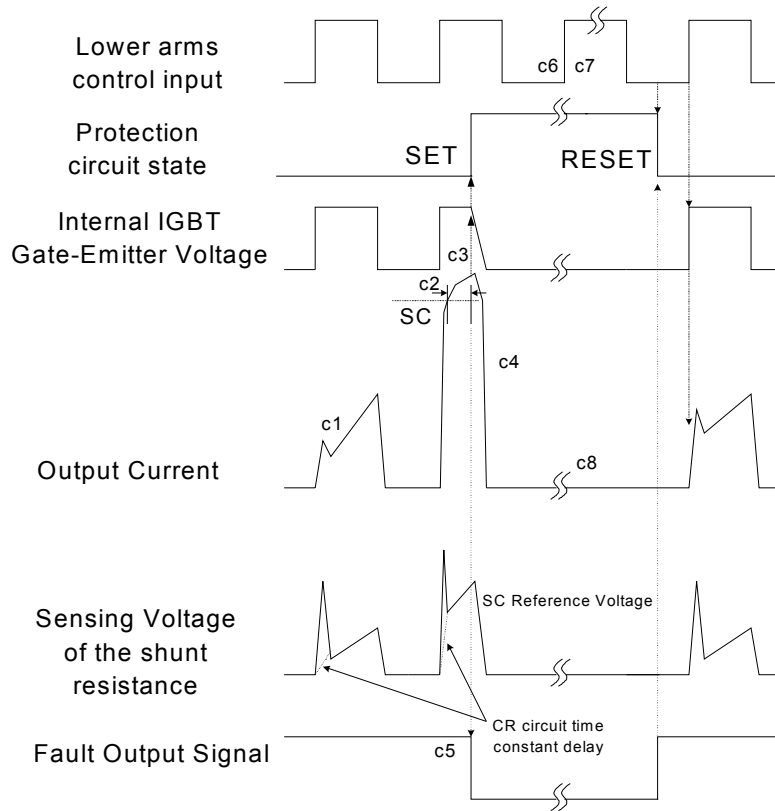 Lower arms
control input
c6
c7
Protection
circuit state
SET
RESET
Internal IGBT
Gate-Emitter Voltage
c3
c2
SC
c4
c1
Output Current
c8
SC Reference Voltage
Sensing Voltage
of the shunt
resistance
CR circuit time
constant delay
Fault Output Signal
c5